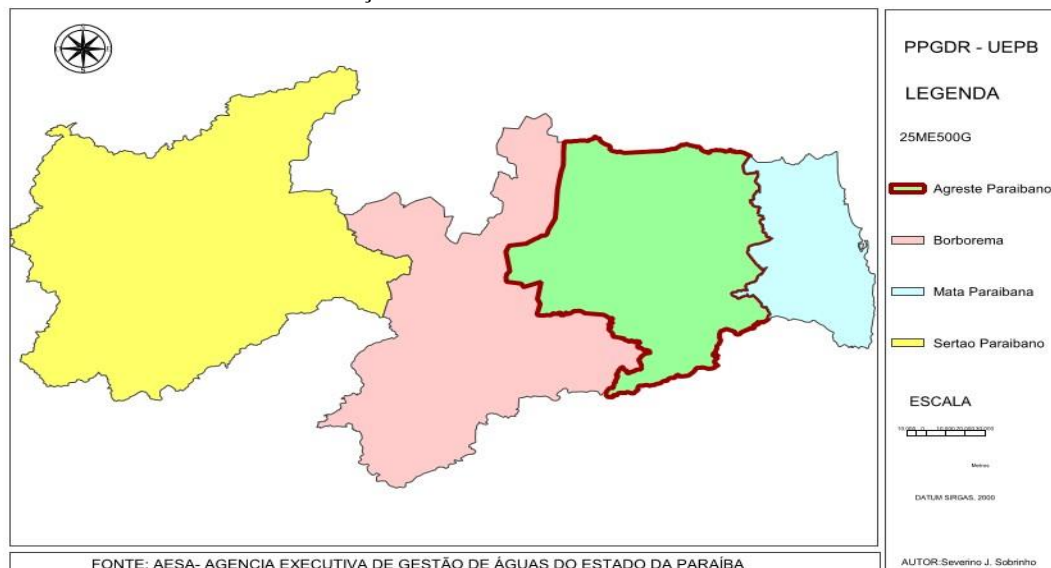 PPGDR - UEPB
LEGENDA
25ME500G
Agreste Paraibano
Borborema
Mata Paraibana
Sertao Paraibano
ESCALA
Metros
DATUM SIRGAS, 2000
AUTOR:Severino J. Sobrinho
FONTE: AESA- AGENCIA EXECUTIVA DE GESTÃO DE ÁGUAS DO ESTADO DA PARAÍBA